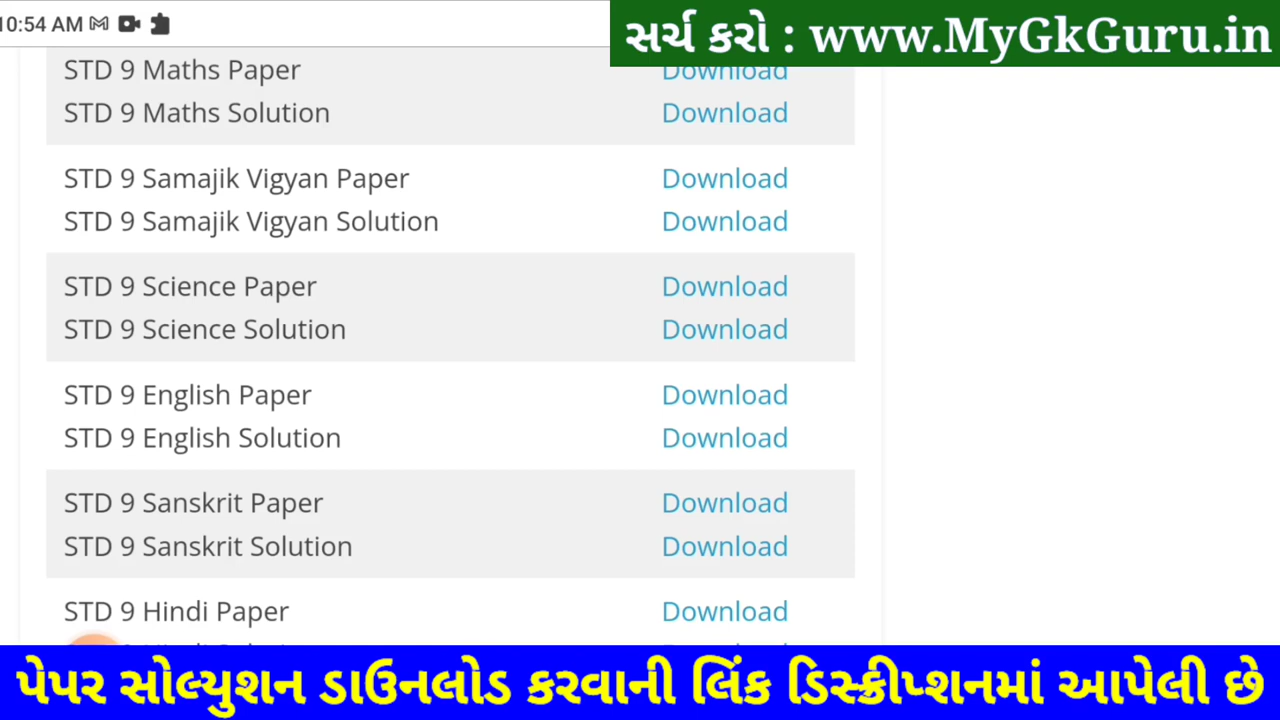 10:54 AM
સર્ચ કરો : www.MyGkGuru.in
STD 9 Maths Paper Download
STD 9 Maths Solution Download
STD 9 Samajik Vigyan Paper Download
STD 9 Samajik Vigyan Solution Download
STD 9 Science Paper Download
STD 9 Science Solution Download
STD 9 English Paper Download
STD 9 English Solution Download
STD 9 Sanskrit Paper Download
STD 9 Sanskrit Solution Download
STD 9 Hindi Paper Download
પેપર સોલ્યુશન ડાઉનલોડ કરવાની લિંક ડિસ્ક્રીપ્શનમાં આપેલી છે